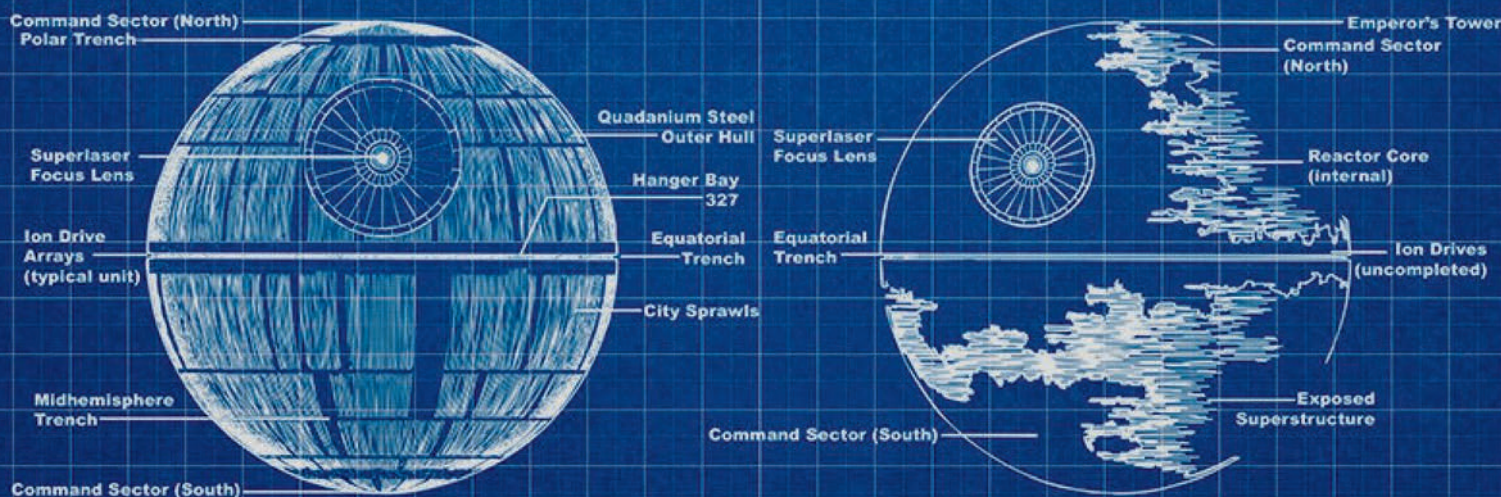 Command Sector (North)
Polar Trench
Superlaser
Focus Lens
Ion Drive
Arrays
(typical unit)
Midhemisphere
Trench
Command Sector (South)
Quadanium Steel
Outer Hull
Hanger Bay
327
Equatorial
Trench
City Sprawls
Superlaser
Focus Lens
Equatorial
Trench
Command Sector (South)
Emperor's Tower
Command Sector
(North)
Reactor Core
(internal)
Ion Drives
(uncompleted)
Exposed
Superstructure